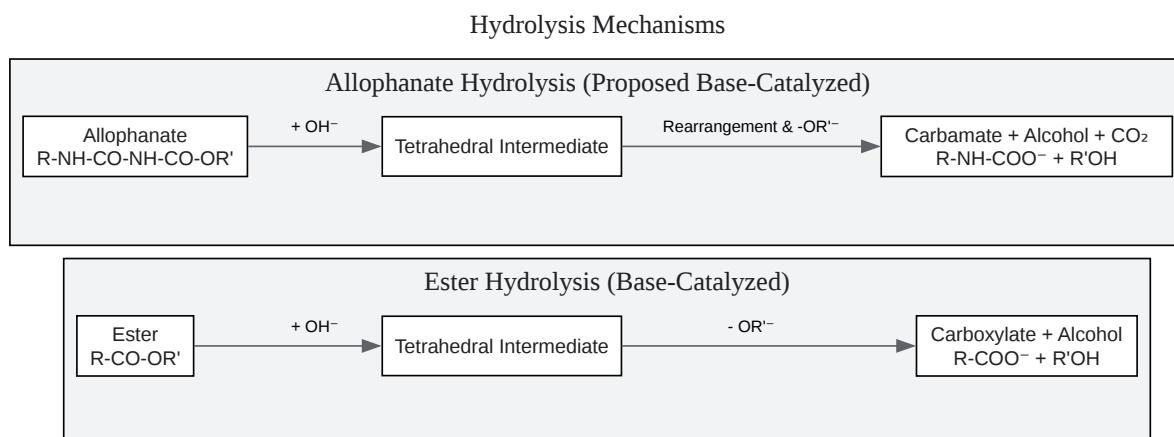 Hydrolysis Mechanisms
Allophanate Hydrolysis (Proposed Base-Catalyzed)
Allophanate
R-NH-CO-NH-CO-OR'
+ OH⁻
Tetrahedral Intermediate
Rearrangement & -OR'⁻
Carbamate + Alcohol + CO₂
R-NH-COO⁻ + R'OH
Ester Hydrolysis (Base-Catalyzed)
Ester
R-CO-OR'
+ OH⁻
Tetrahedral Intermediate
- OR'⁻
Carboxylate + Alcohol
R-COO⁻ + R'OH